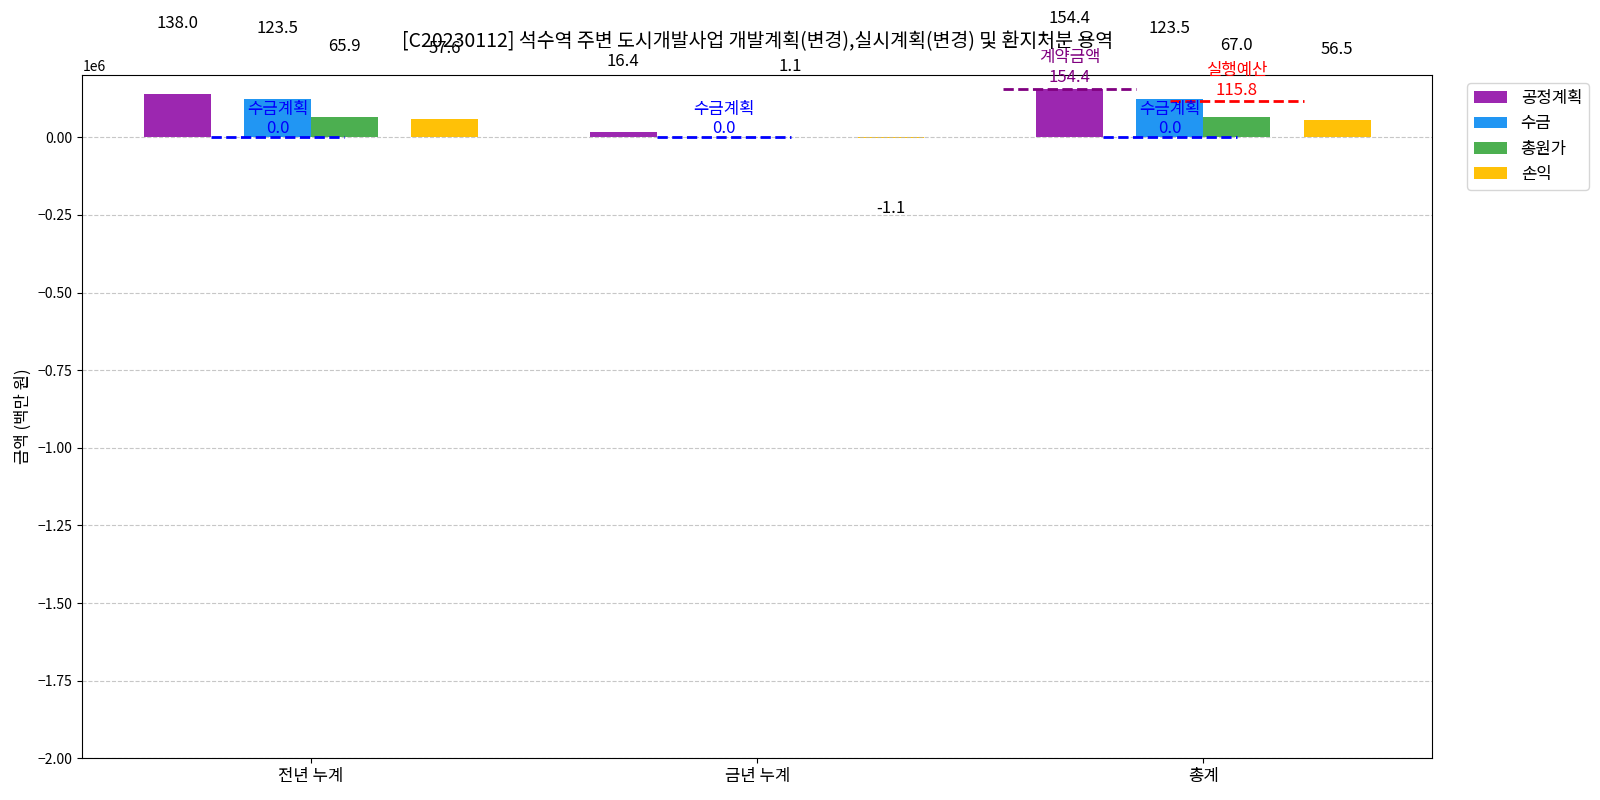 138.0
123.5
65.9
57.6
16.4
1.1
154.4
123.5
67.0
56.5
[C20230112] 석수역 주변 도시개발사업 개발계획(변경),실시계획(변경) 및 환지처분 용역
계약금액
154.4
실행예산
115.8
1e6
수금계획
0.0
수금계획
0.0
수금계획
0.0
-1.1
공정계획
수금
총원가
손익
금액 (백만 원)
0.00
−0.25
−0.50
−0.75
−1.00
−1.25
−1.50
−1.75
−2.00
전년 누계
금년 누계
총계